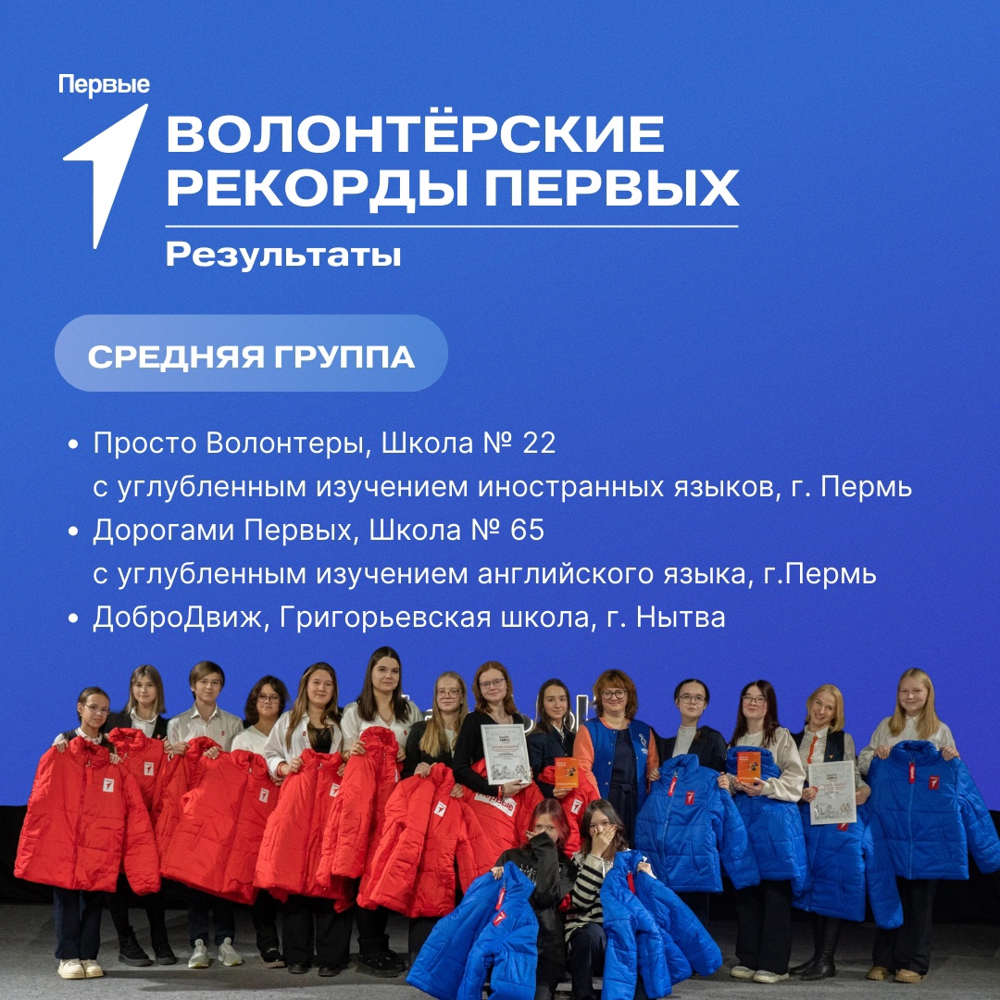 Первые
ВОЛОНТЁРСКИЕ
РЕКОРДЫ ПЕРВЫХ
Результаты
СРЕДНЯЯ ГРУППА
• Просто Волонтеры, Школа № 22
с углубленным изучением иностранных языков, г. Пермь
• Дорогами Первых, Школа № 65
с углубленным изучением английского языка, г.Пермь
• ДоброДвиж, Григорьевская школа, г. Нытва